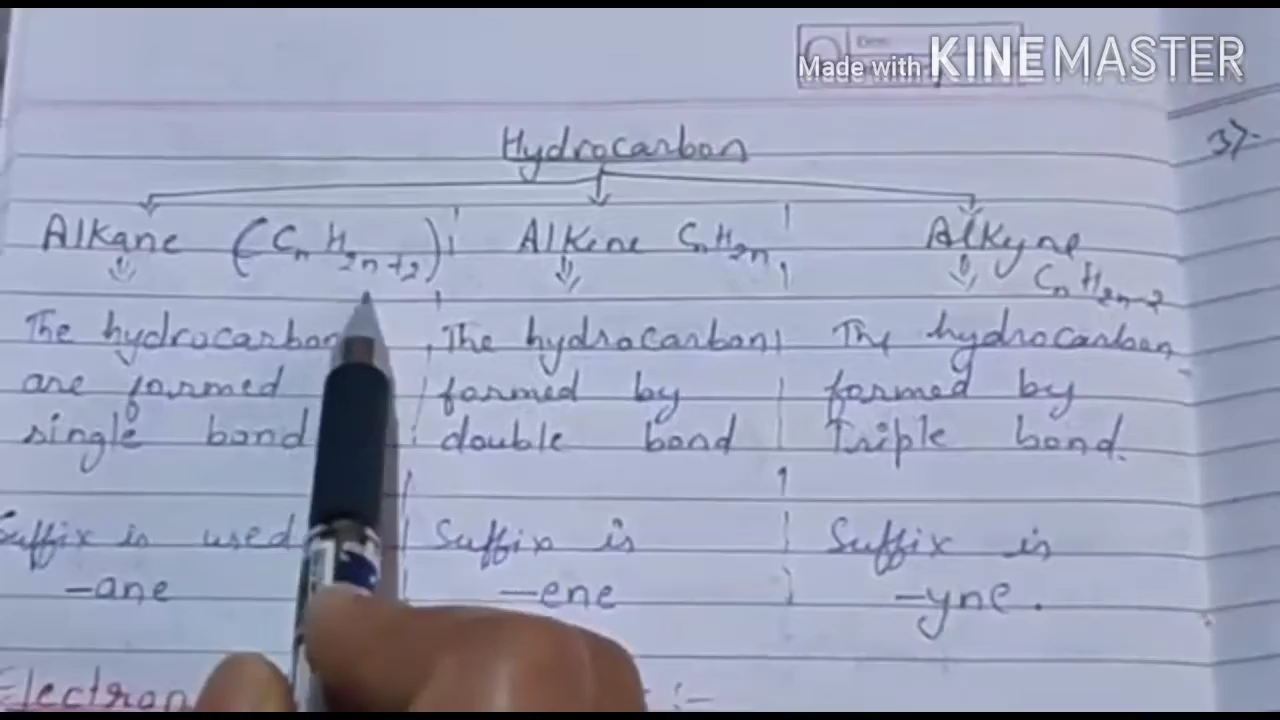 Made with KINEMASTER
3).
Hydrocarbon
Alkane (CnH2n+2) Alkene CnH2n Alkyne
CnH2n-2
The hydrocarbon The hydrocarbon The hydrocarbon
are formed formed by formed by
single bond double bond Triple bond.
Suffix is used Suffix is Suffix is
-ane -ene -yne.
Electron :-